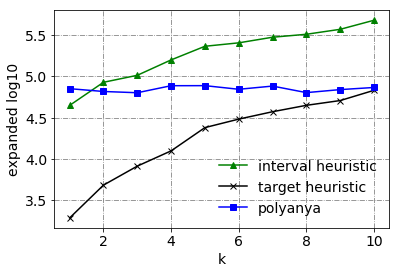 5.5
5.0
4.5
4.0
3.5
expanded log10
interval heuristic
target heuristic
polyanya
2 4 6 8 10
k